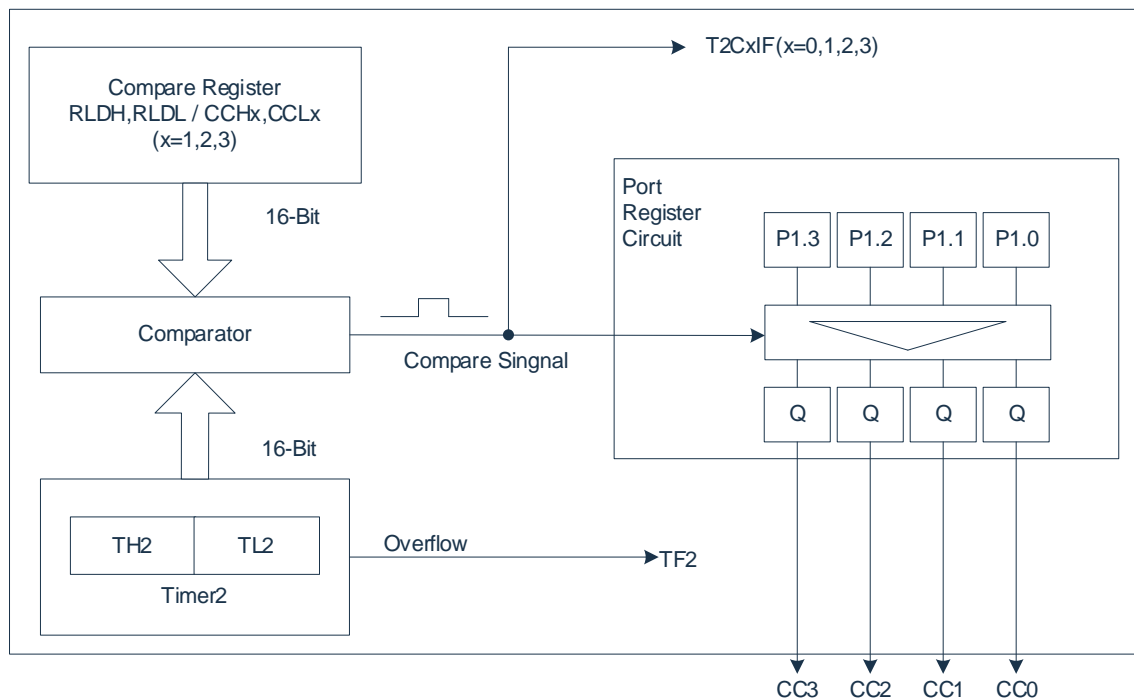 Compare Register
RLDH,RLDL / CCHx,CCLx
(x=1,2,3)
16-Bit
T2CxIF(x=0,1,2,3)
Comparator
Compare Singnal
Port
Register
Circuit
P1.3
P1.2
P1.1
P1.0
Q
Q
Q
Q
16-Bit
TH2
TL2
Timer2
Overflow
TF2
CC3
CC2
CC1
CC0